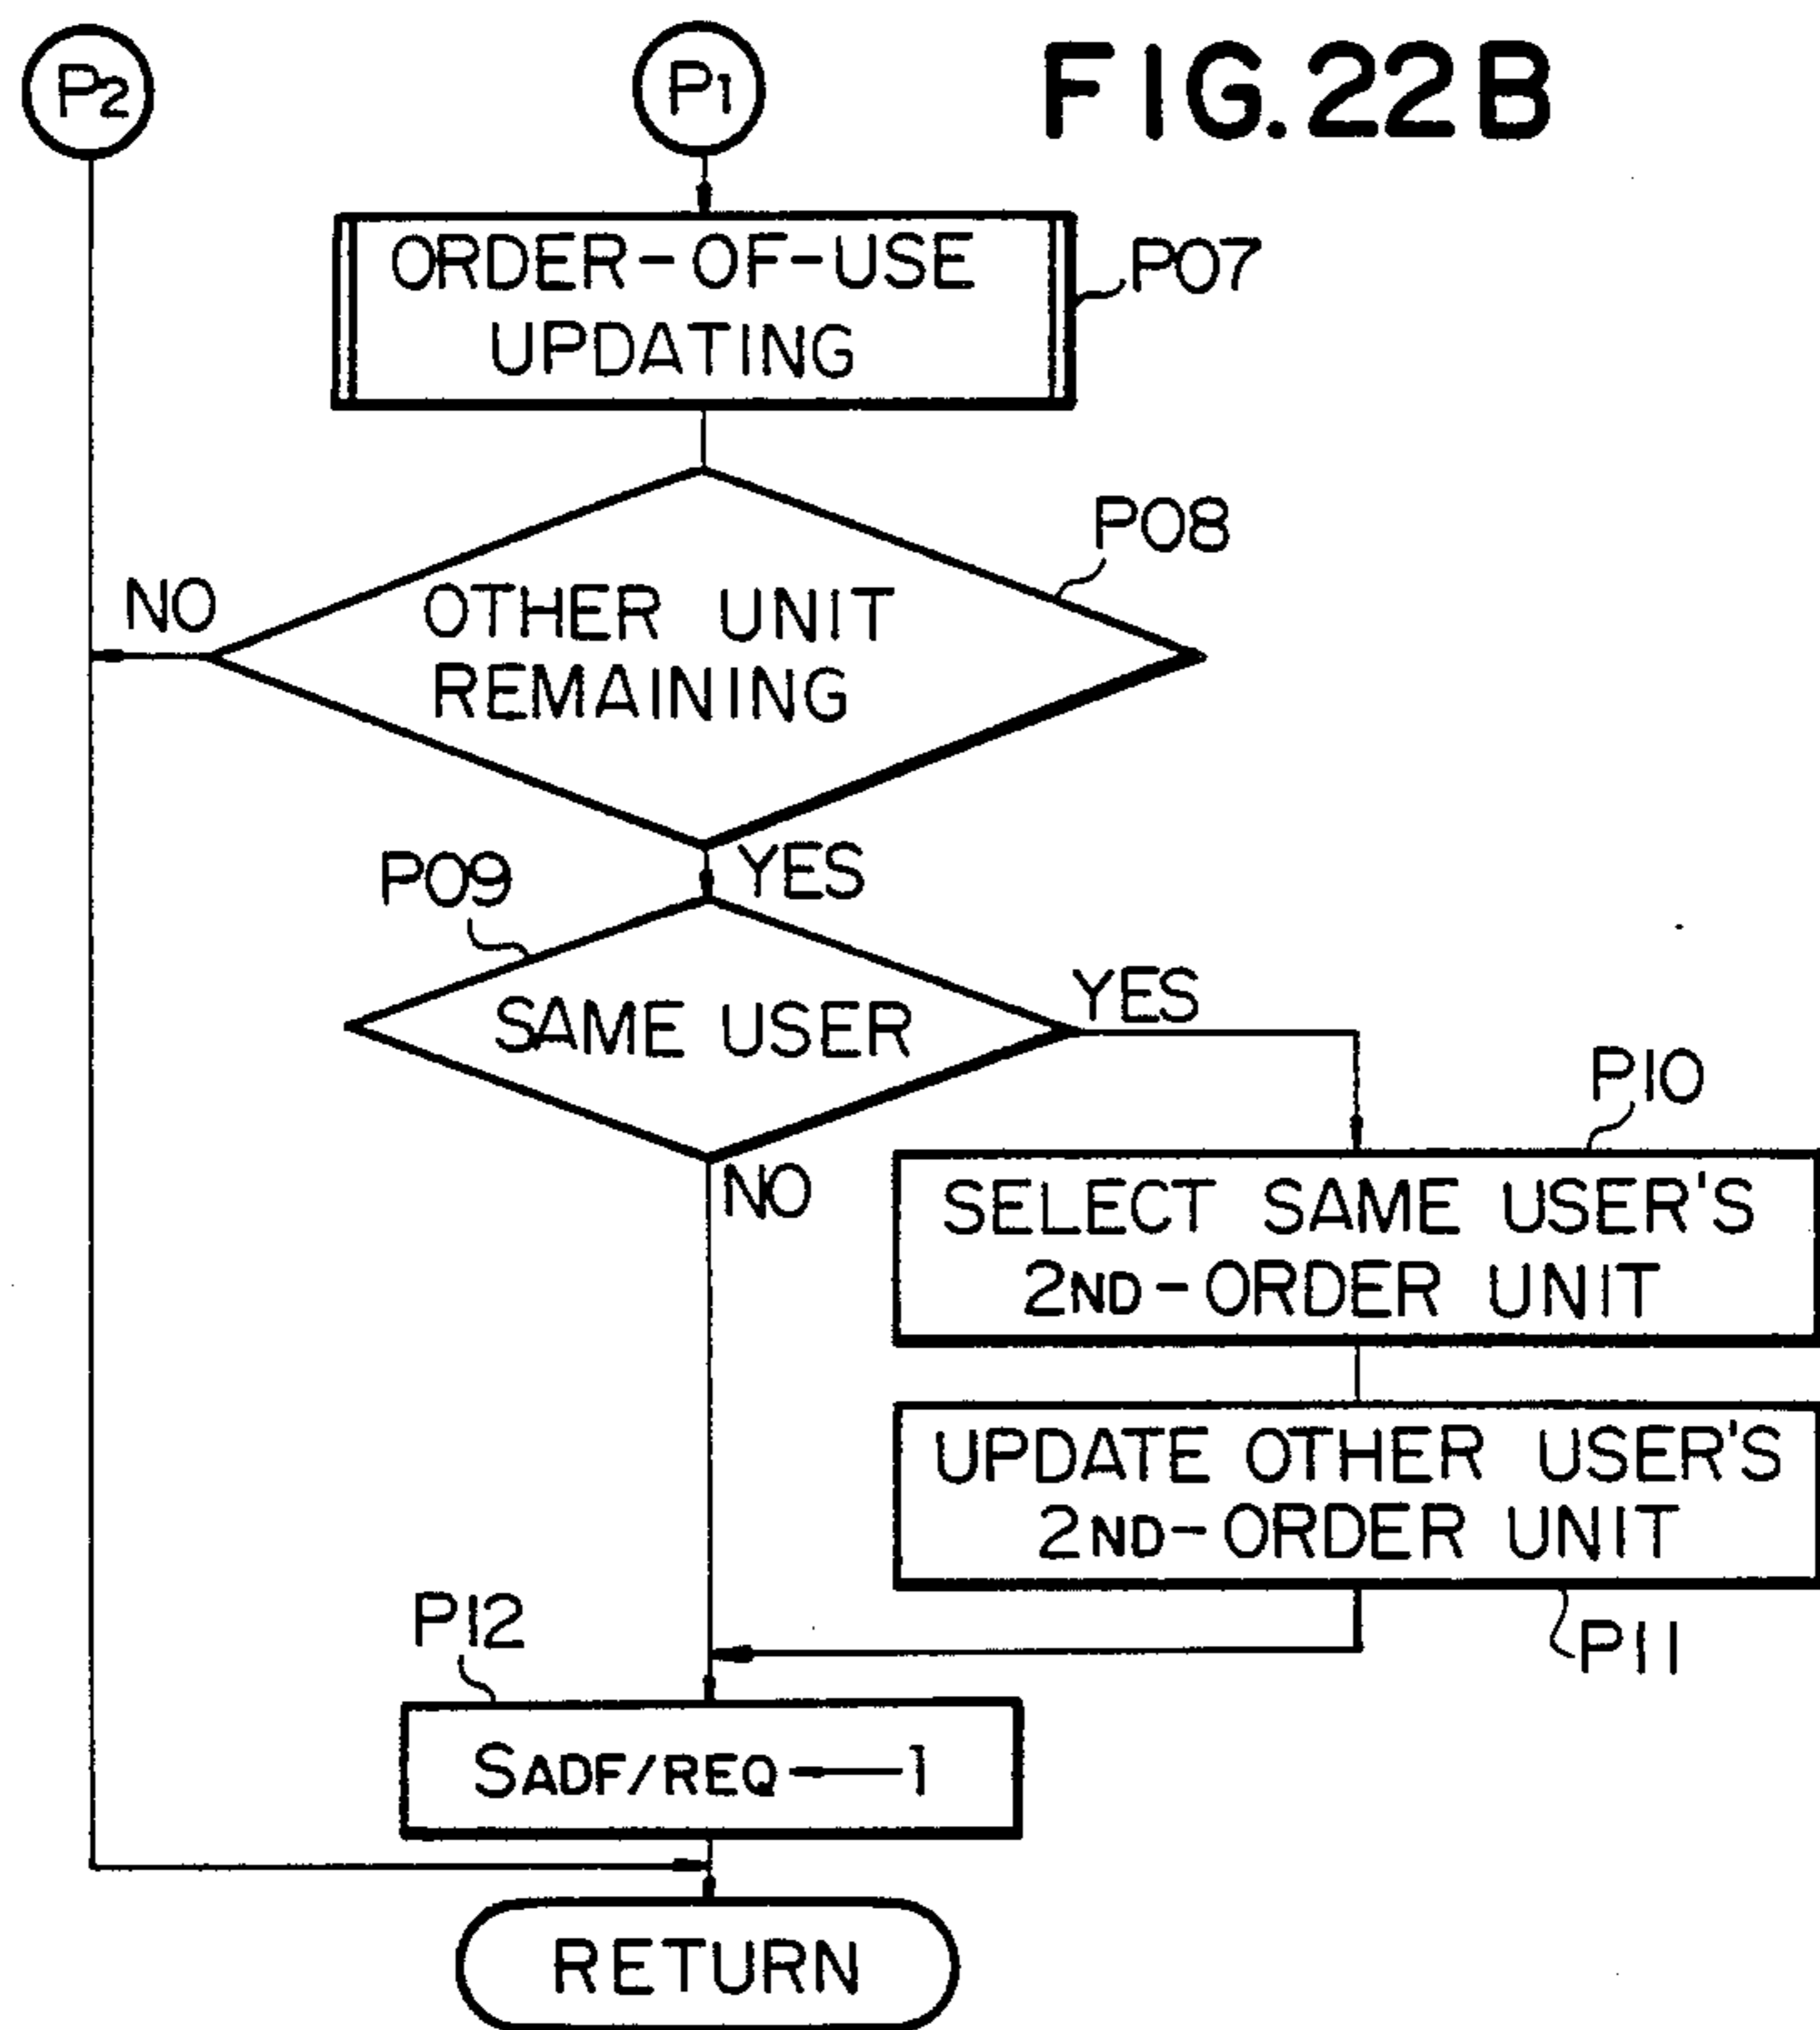 P2
P1
FIG. 22B
ORDER-OF-USE
UPDATING
P07
P08
NO
OTHER UNIT
REMAINING
YES
P09
SAME USER
YES
NO
P10
SELECT SAME USER'S
2ND-ORDER UNIT
UPDATE OTHER USER'S
2ND-ORDER UNIT
P11
P12
SADF/REQ ← 1
RETURN